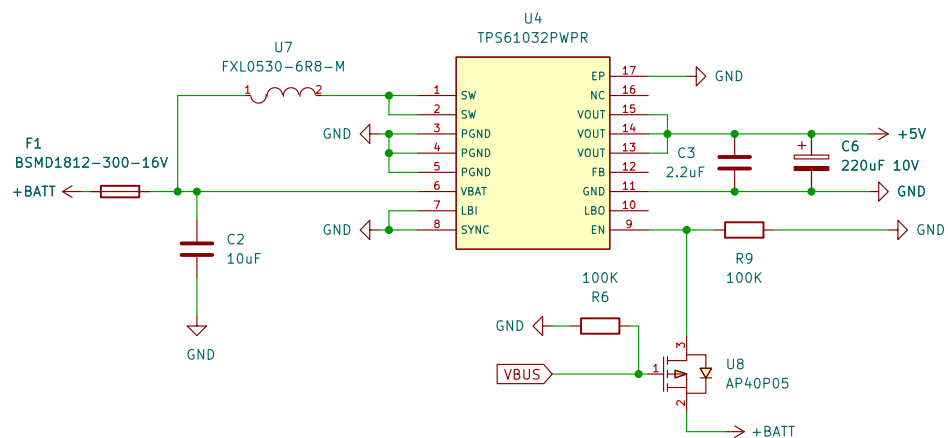 U4
TPS61032PWPR
U7
FXL0530-6R8-M
1 2
F1
BSMD1812-300-16V
+BATT
GND
GND
C2
10uF
GND
1 SW
2 SW
3 PGND
4 PGND
5 PGND
6 VBAT
7 LBI
8 SYNC
EP 17
NC 16
VOUT 15
VOUT 14
VOUT 13
FB 12
GND 11
LBO 10
EN 9
GND
+5V
C3
2.2uF
+
C6
220uF 10V
GND
R9
100K
GND
100K
R6
GND
VBUS
3
1
2
U8
AP40P05
+BATT